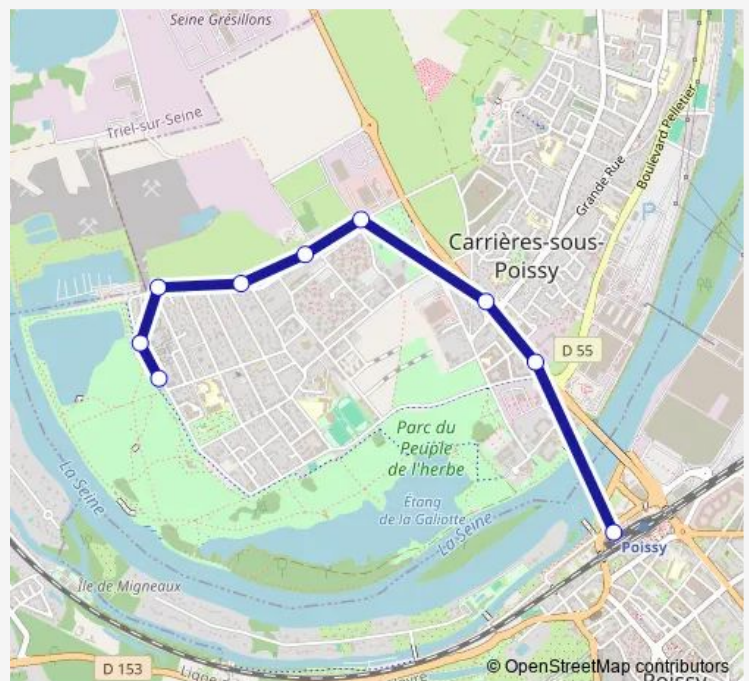 Seine Grésillons
Triel-sur-Seine
Boulevard Pelletier
Grande Rue
P
Carrières-sous-
Poissy
D 55
Parc du
Peuple
de l'herbe
Étang
de la Galiotte
La Seine
La Seine
Poissy
Île de Migneaux
D 153
© OpenStreetMap contributors
Poissy